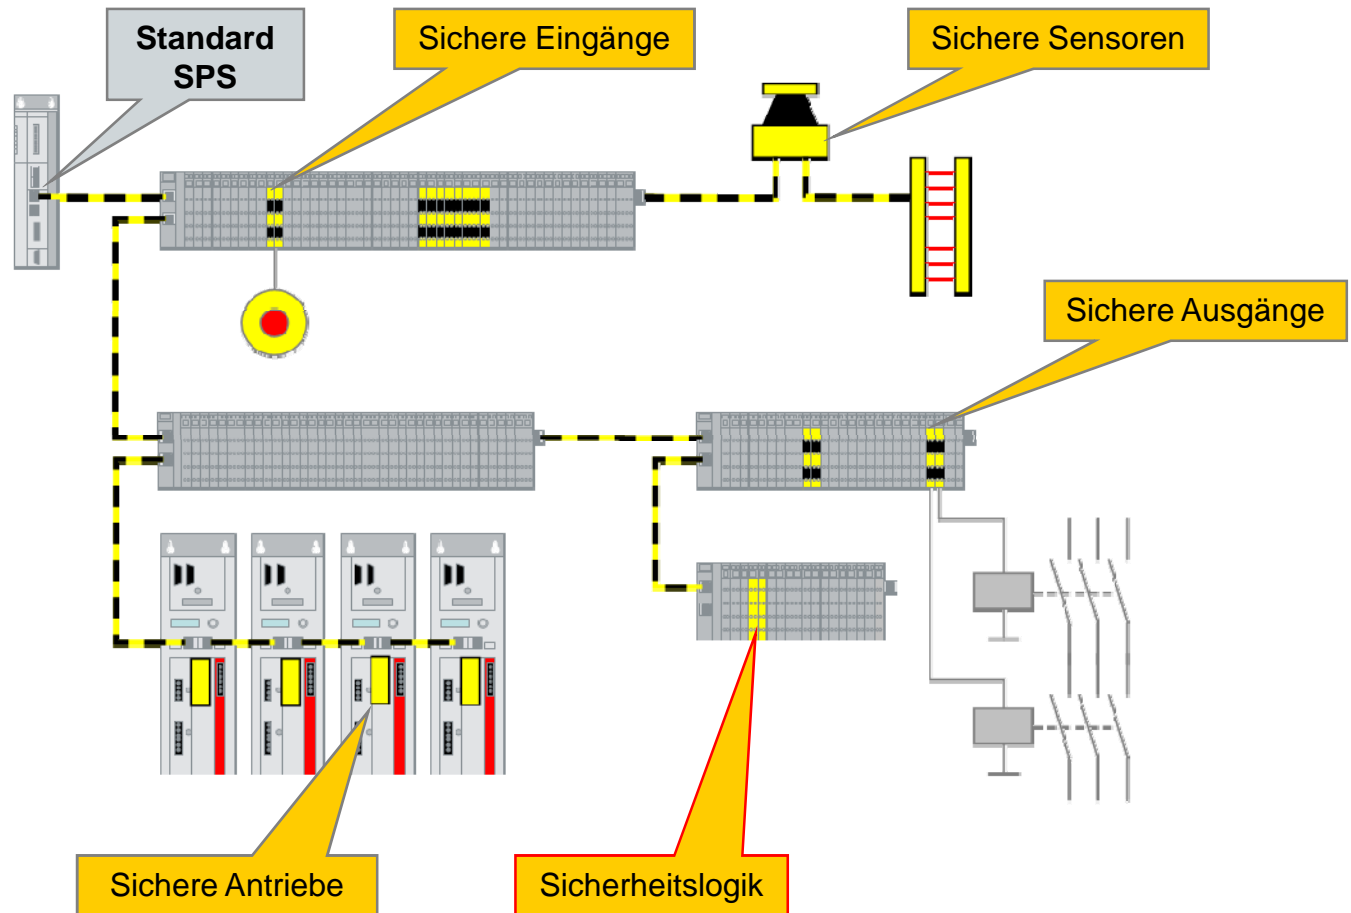 Standard
SPS
Sichere Eingänge
Sichere Sensoren
Sichere Ausgänge
Sichere Antriebe
Sicherheitslogik